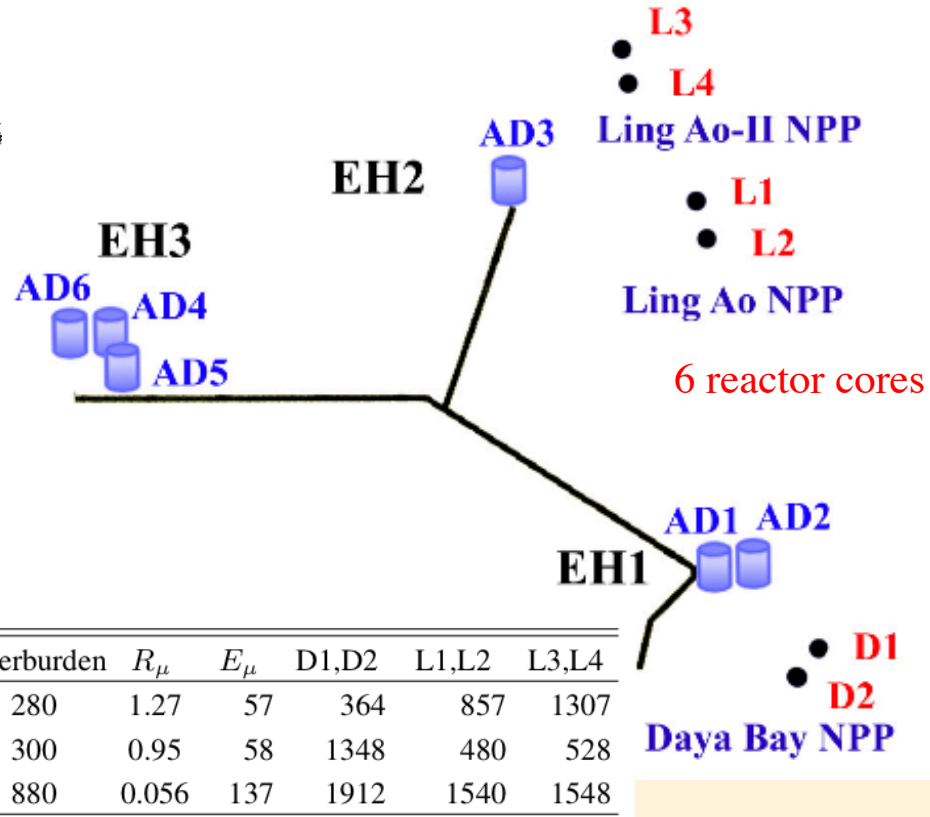 L3
L4
Ling Ao-II NPP
AD3
EH2
L1
L2
Ling Ao NPP
EH3
AD6
AD4
AD5
6 reactor cores
AD1 AD2
EH1
D1
D2
Daya Bay NPP
erburden Rμ Eμ D1,D2 L1,L2 L3,L4
280 1.27 57 364 857 1307
300 0.95 58 1348 480 528
880 0.056 137 1912 1540 1548